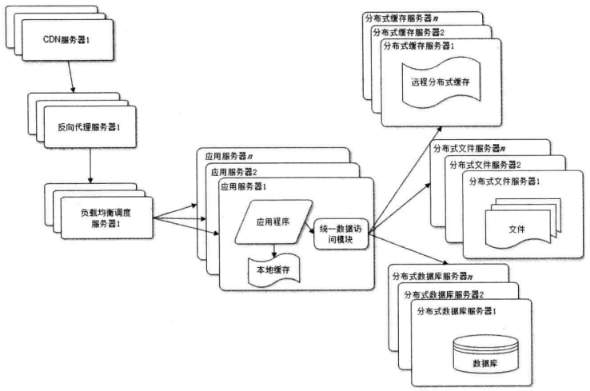 CDN服务器1
反向代理服务器1
负载均衡调度
服务器1
应用服务器n
应用服务器2
应用服务器1
应用程序
本地缓存
统一数据访
问模块
分布式缓存服务器n
分布式缓存服务器2
分布式缓存服务器1
远程分布式缓存
分布式文件服务器n
分布式文件服务器2
分布式文件服务器1
文件
分布式数据库服务器n
分布式数据库服务器2
分布式数据库服务器1
数据库